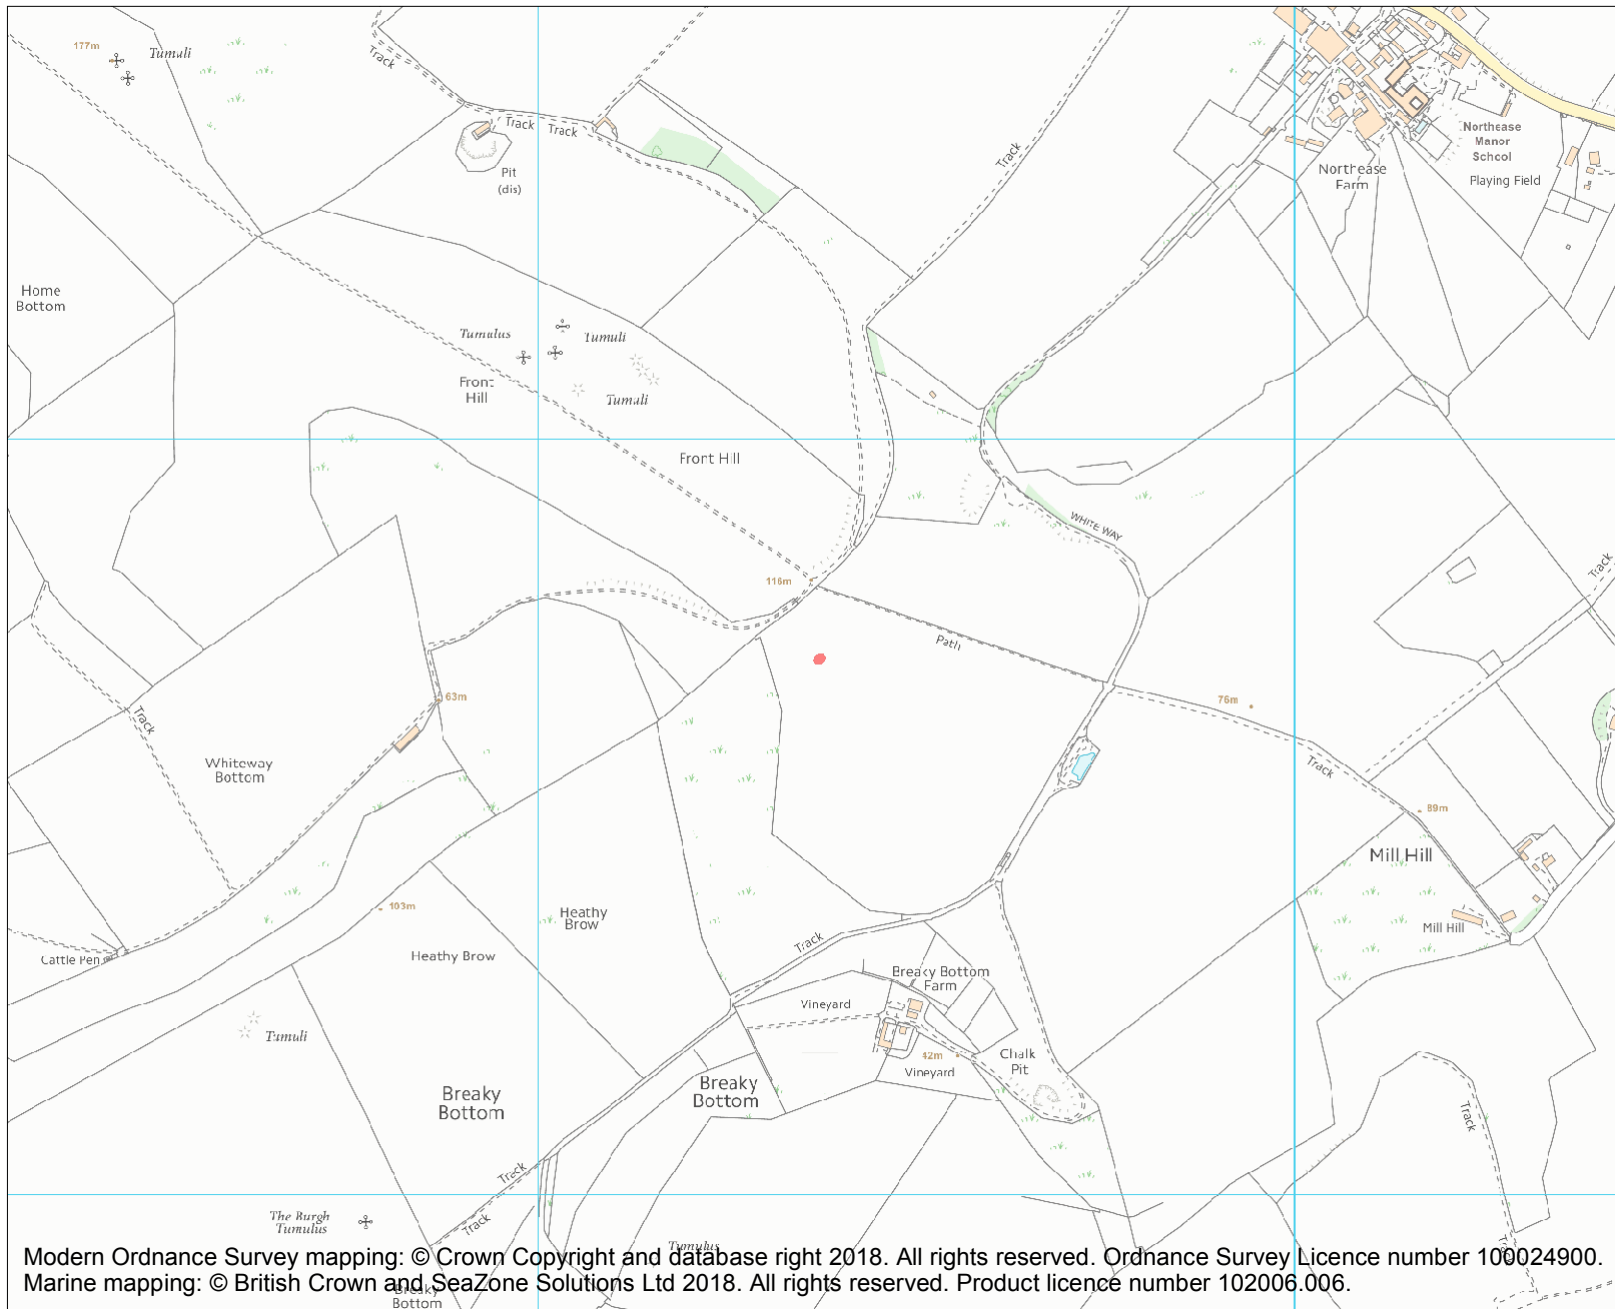 177m
Tumuli
Track
Track
Track
Pit
(dis)
Track
Northease
Manor
School
Northease
Farm
Playing Field
Home
Bottom
Tumulus
Tumuli
Front
Hill
Tumuli
Front Hill
WHITE WAY
116m
Track
Path
63m
76m
Track
Whiteway
Bottom
Track
89m
Mill Hill
103m
Heathy
Brow
Mill Hill
Track
Cattle Pen
Heathy Brow
Breaky Bottom
Farm
Vineyard
Tumuli
42m
Vineyard
Chalk
Pit
Breaky
Bottom
Breaky
Bottom
Track
Track
The Burgh
Tumulus
Track
Tumulus
Track
Modern Ordnance Survey mapping: © Crown Copyright and database right 2018. All rights reserved. Ordnance Survey Licence number 100024900.
Marine mapping: © British Crown and SeaZone Solutions Ltd 2018. All rights reserved. Product licence number 102006.006.
Breaky
Bottom